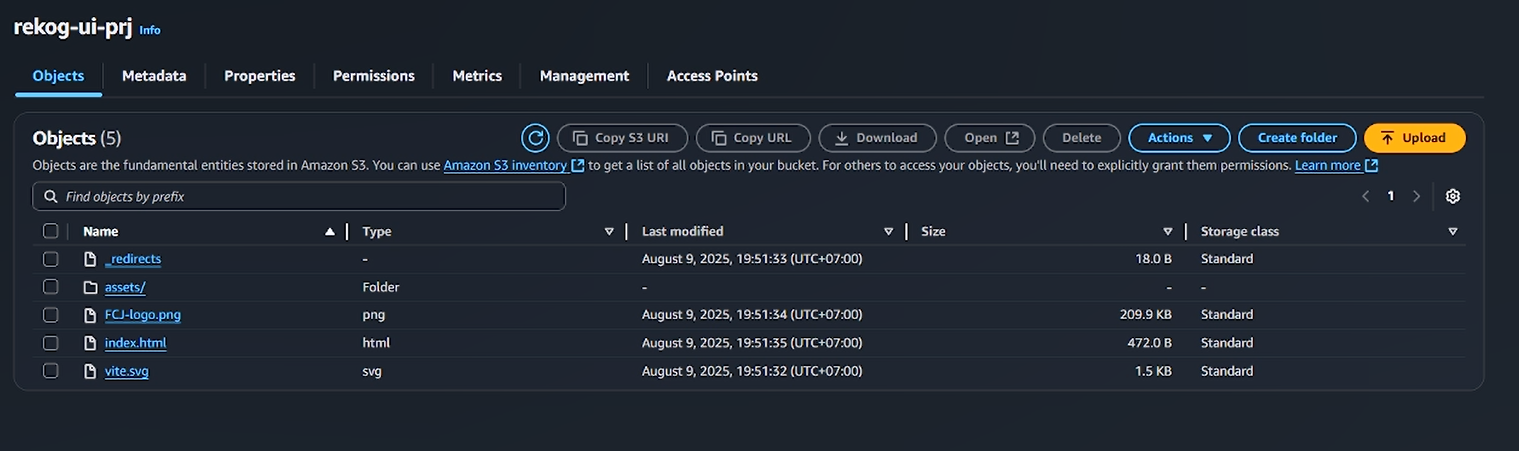 rekog-ui-prj Info
Objects Metadata Properties Permissions Metrics Management Access Points
Objects (5) Copy S3 URI Copy URL Download Open Delete Actions Create folder Upload
Objects are the fundamental entities stored in Amazon S3. You can use Amazon S3 inventory to get a list of all objects in your bucket. For others to access your objects, you'll need to explicitly grant them permissions. Learn more
Find objects by prefix 1
Name Type Last modified Size Storage class
_redirects - August 9, 2025, 19:51:33 (UTC+07:00) 18.0 B Standard
assets/ Folder - - -
FCJ-logo.png png August 9, 2025, 19:51:34 (UTC+07:00) 209.9 KB Standard
index.html html August 9, 2025, 19:51:35 (UTC+07:00) 472.0 B Standard
vite.svg svg August 9, 2025, 19:51:32 (UTC+07:00) 1.5 KB Standard